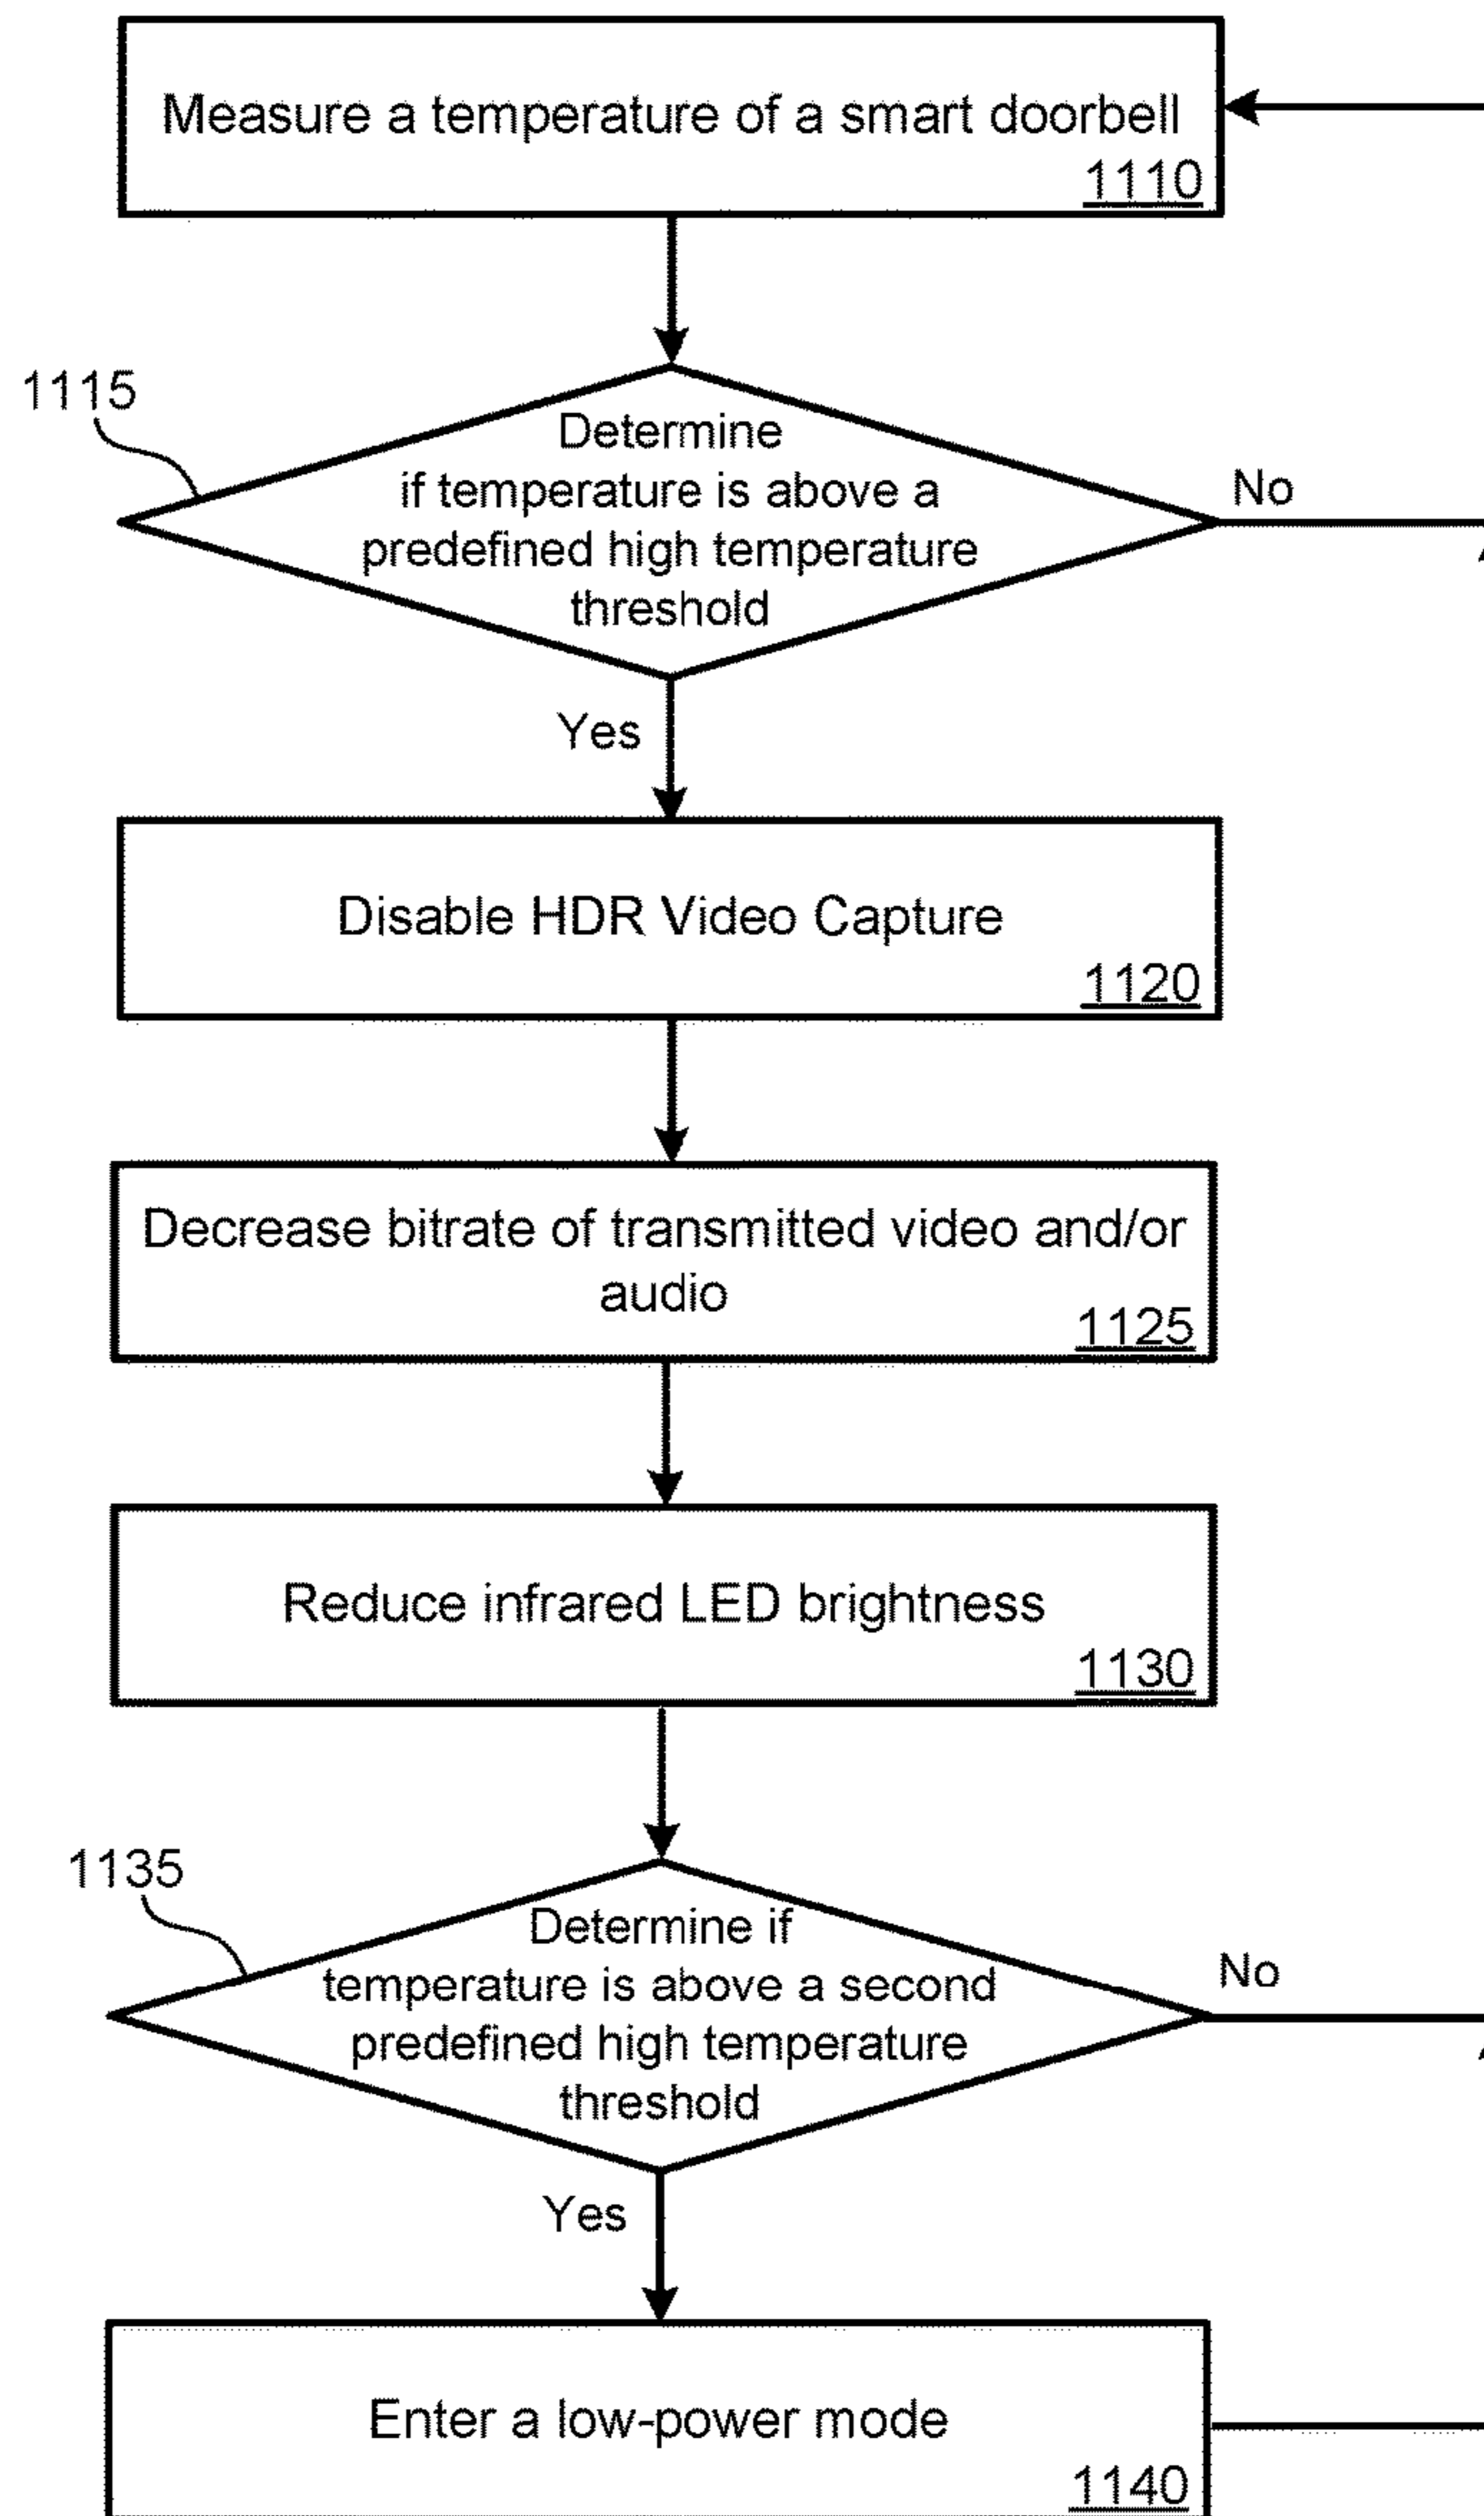 Measure a temperature of a smart doorbell
1110
1115
Determine
if temperature is above a
predefined high temperature
threshold
No
Yes
Disable HDR Video Capture
1120
Decrease bitrate of transmitted video and/or
audio
1125
Reduce infrared LED brightness
1130
1135
Determine if
temperature is above a second
predefined high temperature
threshold
No
Yes
Enter a low-power mode
1140